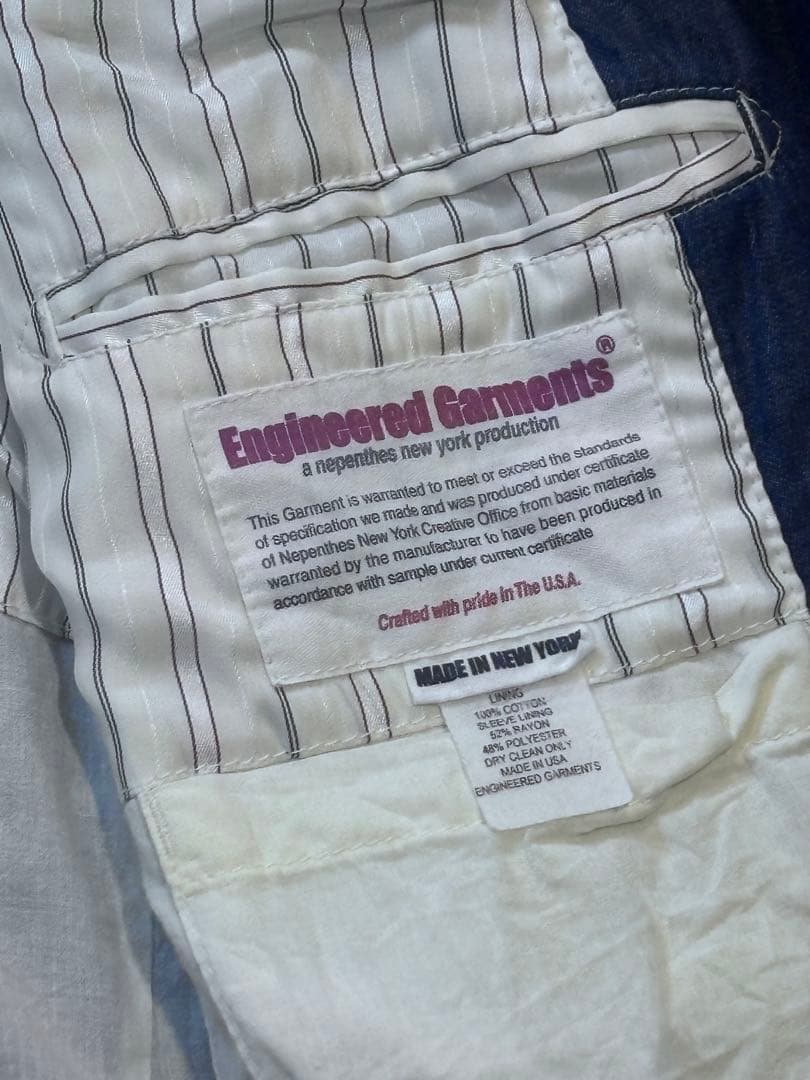 Engineered Garments®
a nepenthes new york production
This Garment is warranted to meet or exceed the standards
of specification we made and was produced under certificate
of Nepenthes New York Creative Office from basic materials
warranted by the manufacturer to have been produced in
accordance with sample under current certificate
Crafted with pride in The U.S.A.
MADE IN NEW YORK
LINING
100% COTTON
SLEEVE LINING
52% RAYON
48% POLYESTER
DRY CLEAN ONLY
MADE IN USA
ENGINEERED GARMENTS